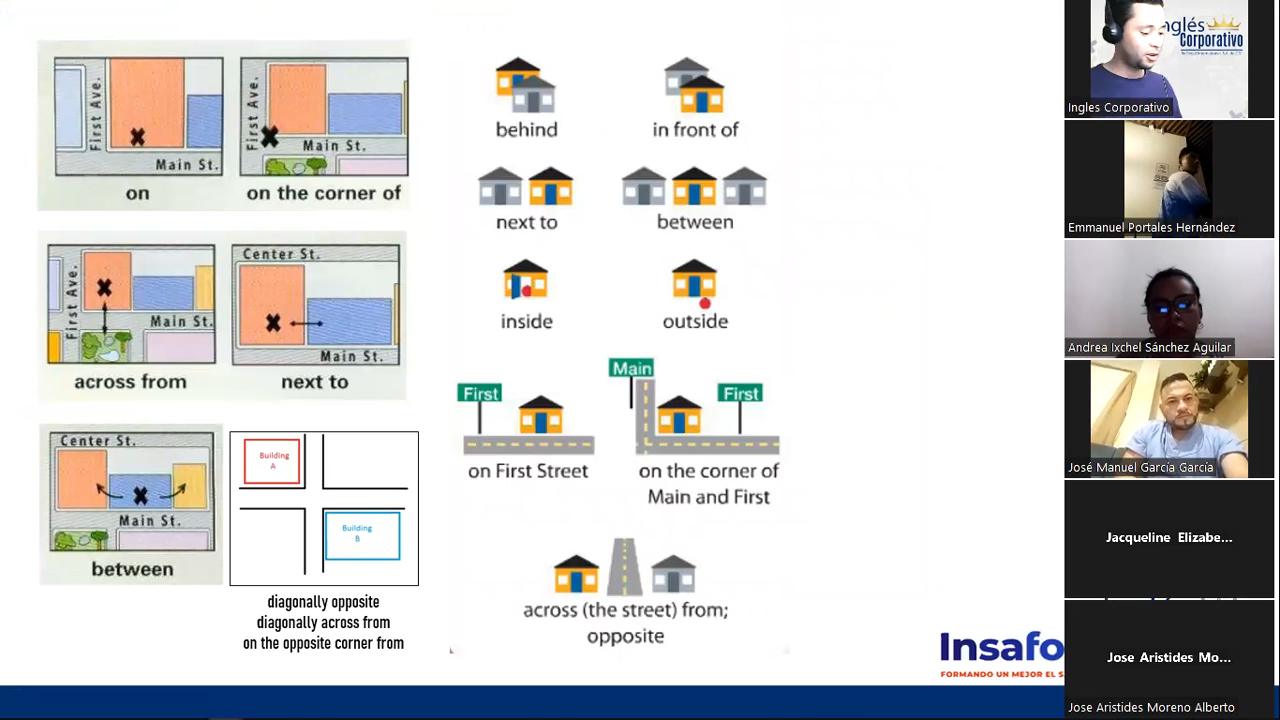 First Ave.
Main St.
on
First Ave.
Main St.
on the corner of
First Ave.
Main St.
across from
Center St.
Main St.
next to
Center St.
Main St.
between
Building
A
Building
B
diagonally opposite
diagonally across from
on the opposite corner from
behind
in front of
next to
between
inside
outside
First
on First Street
Main
First
on the corner of
Main and First
across (the street) from;
opposite
Insafo
FORMANDO UN MEJOR EL S
nglés
Corporativo
Ingles Corporativo
Emmanuel Portales Hernández
Andrea Ixchel Sánchez Aguilar
José Manuel García García
Jacqueline Elizabe...
Jose Aristides Mo...
Jose Aristides Moreno Alberto